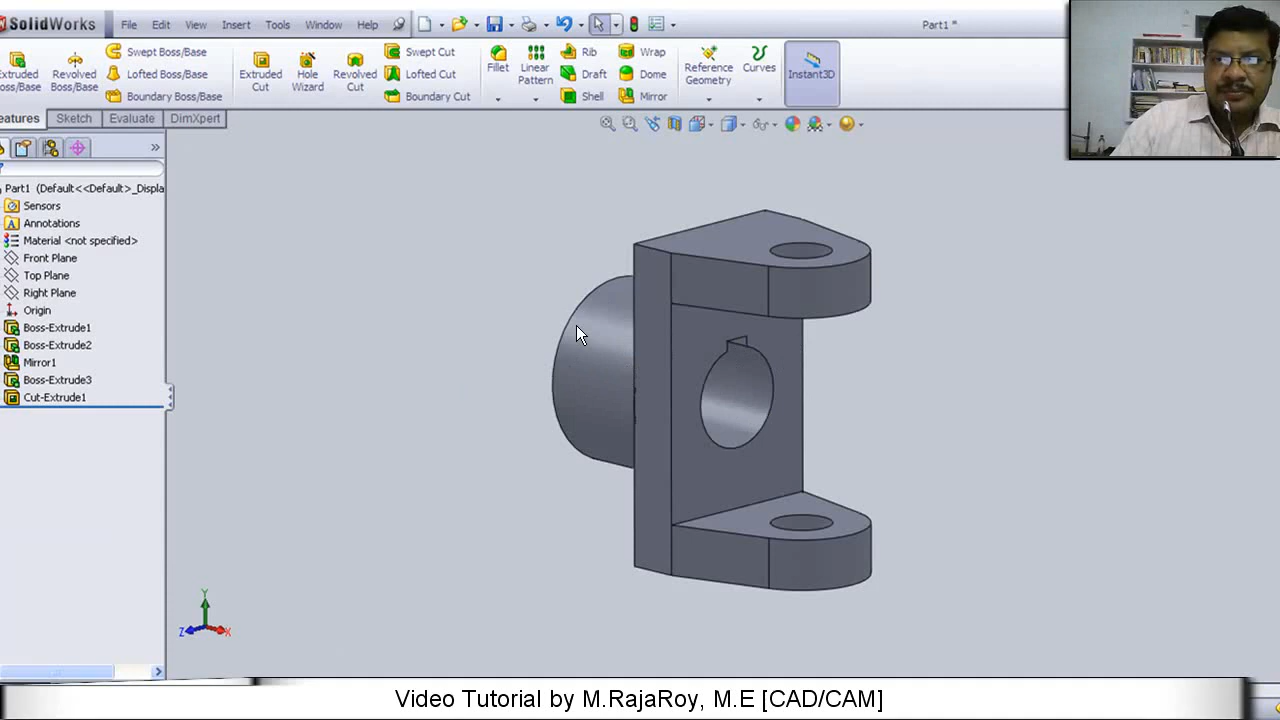 SolidWorks File Edit View Insert Tools Window Help Part1 *
Extruded Boss/Base
Revolved Boss/Base
Swept Boss/Base
Lofted Boss/Base
Boundary Boss/Base
Extruded Cut
Hole Wizard
Revolved Cut
Swept Cut
Lofted Cut
Boundary Cut
Fillet
Linear Pattern
Rib
Draft
Shell
Wrap
Dome
Mirror
Reference Geometry
Curves
Instant3D
eatures Sketch Evaluate DimXpert
Part1 (Default<<Default>_Displa
Sensors
Annotations
Material <not specified>
Front Plane
Top Plane
Right Plane
Origin
Boss-Extrude1
Boss-Extrude2
Mirror1
Boss-Extrude3
Cut-Extrude1
Y
Z X
Video Tutorial by M.RajaRoy, M.E [CAD/CAM]